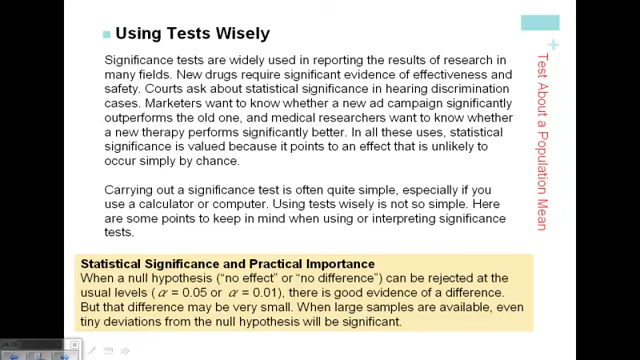 Using Tests Wisely
Significance tests are widely used in reporting the results of research in
many fields. New drugs require significant evidence of effectiveness and
safety. Courts ask about statistical significance in hearing discrimination
cases. Marketers want to know whether a new ad campaign significantly
outperforms the old one, and medical researchers want to know whether
a new therapy performs significantly better. In all these uses, statistical
significance is valued because it points to an effect that is unlikely to
occur simply by chance.
Carrying out a significance test is often quite simple, especially if you
use a calculator or computer. Using tests wisely is not so simple. Here
are some points to keep in mind when using or interpreting significance
tests.
Statistical Significance and Practical Importance
When a null hypothesis (“no effect” or “no difference”) can be rejected at the
usual levels ( α = 0.05 or α = 0.01), there is good evidence of a difference.
But that difference may be very small. When large samples are available, even
tiny deviations from the null hypothesis will be significant.
+
Test About a Population Mean